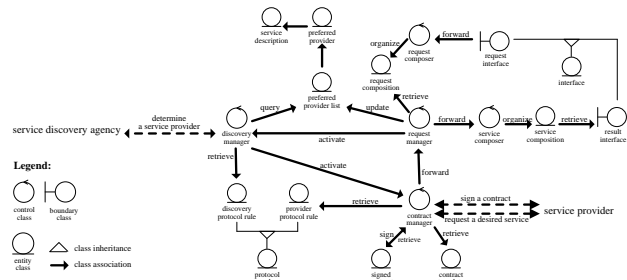 service
description
preferred
provider
request
composer
forward
request
interface
organize
interface
request
composition
preferred
provider list
query
update
retrieve
determine
a service provider
service discovery agency
discovery
manager
activate
request
manager
forward
service
composer
organize
service
composition
retrieve
result
interface
Legend:
control
class
boundary
class
entity
class
class inheritance
class association
retrieve
activate
forward
discovery
protocol rule
provider
protocol rule
retrieve
contract
manager
sign a contract
request a desired service
service provider
protocol
sign
retrieve
retrieve
signed
contract